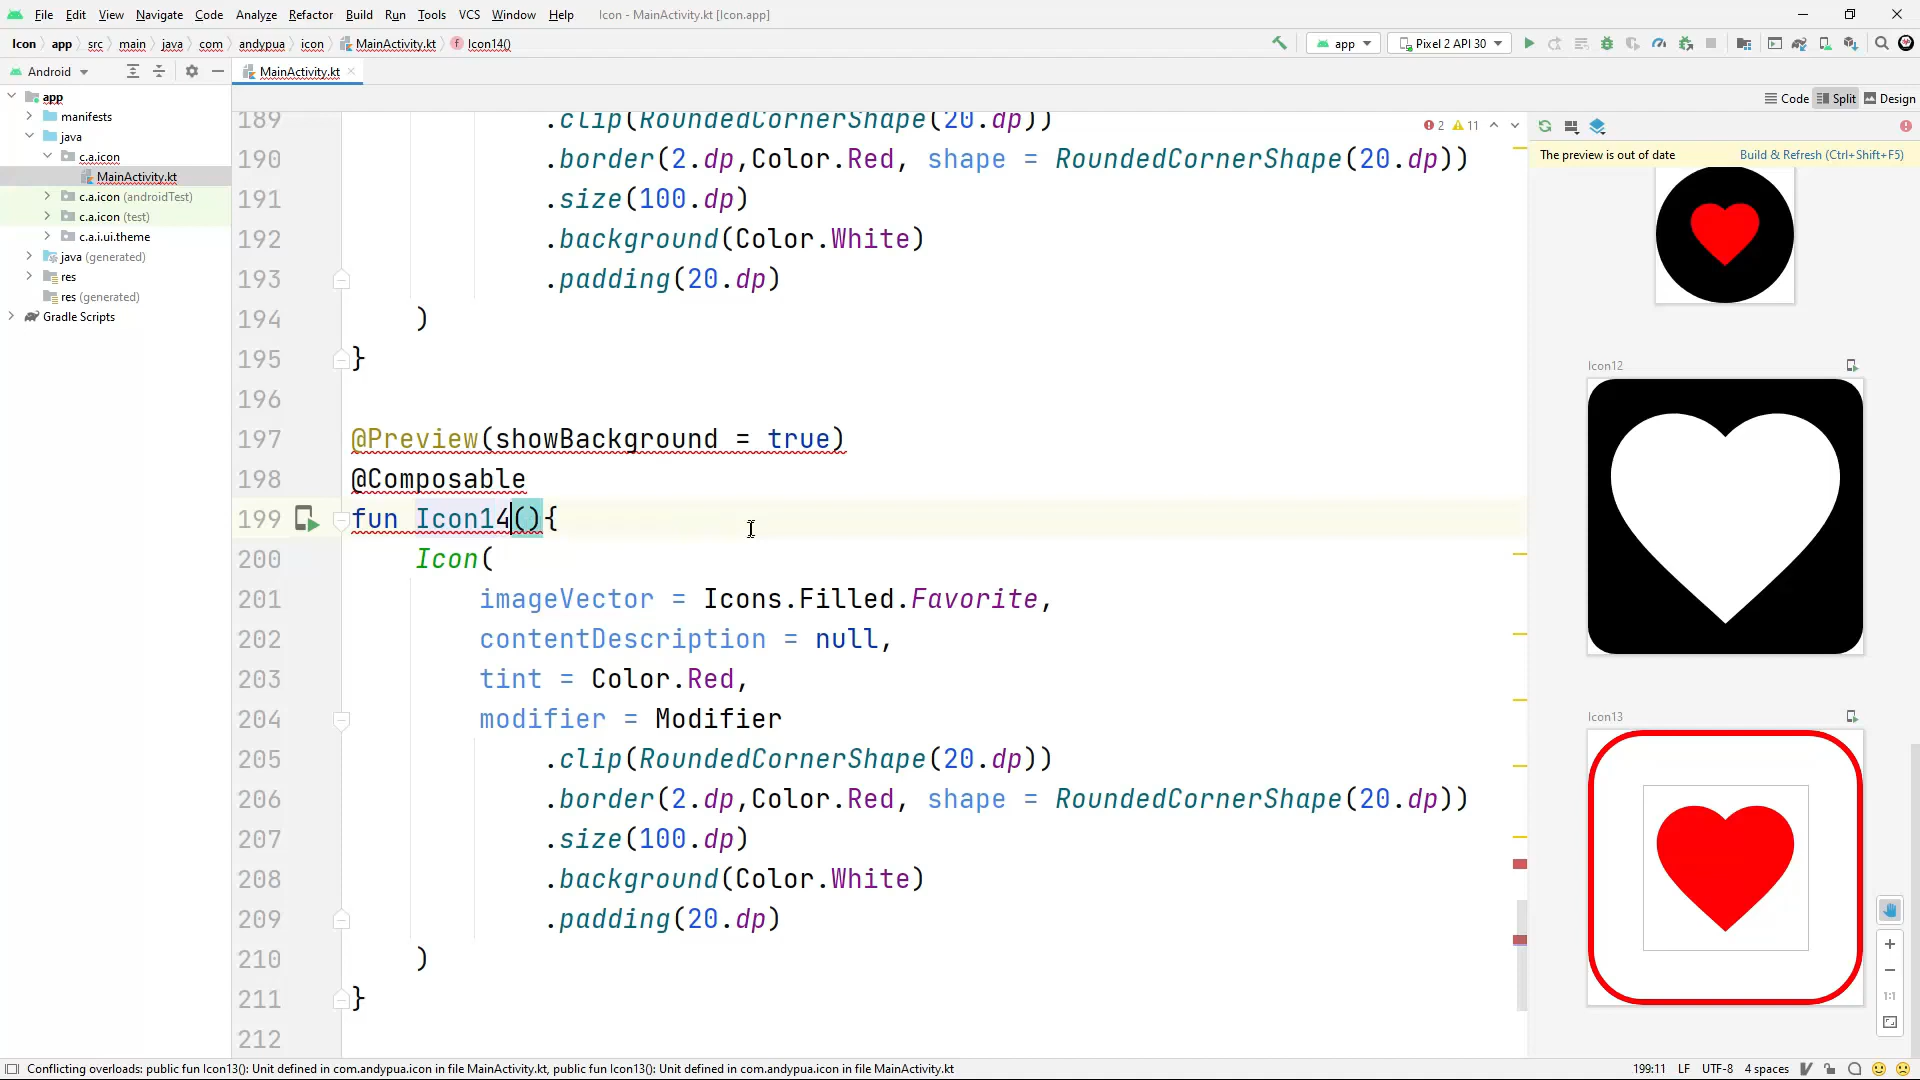 File Edit View Navigate Code Analyze Refactor Build Run Tools VCS Window Help Icon - MainActivity.kt [Icon.app]
Icon app src main java com andypua icon MainActivity.kt Icon14() app Pixel 2 API 30
Android MainActivity.kt
Code Split Design
app
manifests
java
c.a.icon
MainActivity.kt
c.a.icon (androidTest)
c.a.icon (test)
c.a.i.ui.theme
java (generated)
res
res (generated)
Gradle Scripts
2 11
189 .clip(RoundedCornerShape(20.dp))
190 .border(2.dp,Color.Red, shape = RoundedCornerShape(20.dp))
191 .size(100.dp)
192 .background(Color.White)
193 .padding(20.dp)
194 )
195 }
196
197 @Preview(showBackground = true)
198 @Composable
199 fun Icon14(){
200 Icon(
201 imageVector = Icons.Filled.Favorite,
202 contentDescription = null,
203 tint = Color.Red,
204 modifier = Modifier
205 .clip(RoundedCornerShape(20.dp))
206 .border(2.dp,Color.Red, shape = RoundedCornerShape(20.dp))
207 .size(100.dp)
208 .background(Color.White)
209 .padding(20.dp)
210 )
211 }
212
The preview is out of date Build & Refresh (Ctrl+Shift+F5)
Icon12
Icon13
1:1
Conflicting overloads: public fun Icon13(): Unit defined in com.andypua.icon in file MainActivity.kt, public fun Icon13(): Unit defined in com.andypua.icon in file MainActivity.kt 199:11 LF UTF-8 4 spaces